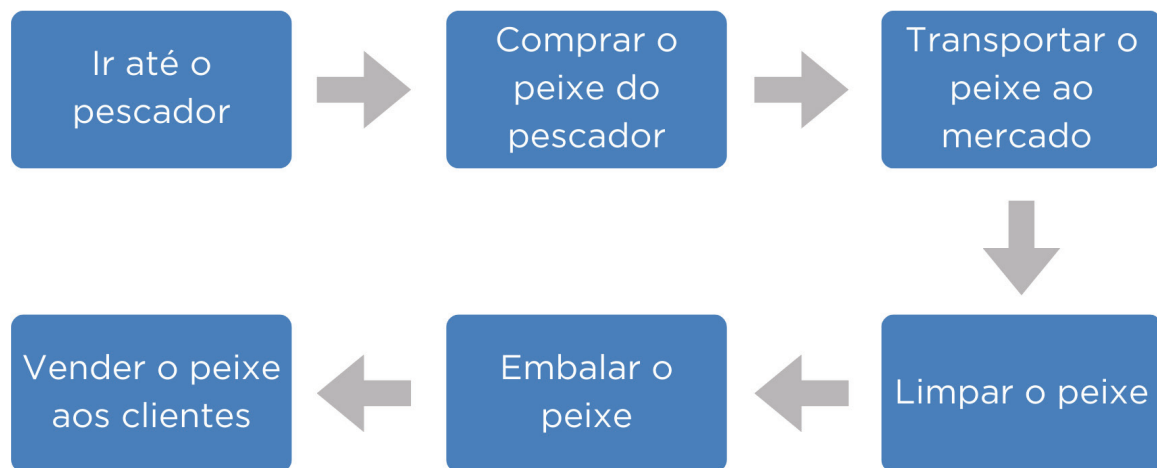 Ir até o
pescador
Comprar o
peixe do
pescador
Transportar o
peixe ao
mercado
Limpar o peixe
Embalar o
peixe
Vender o peixe
aos clientes